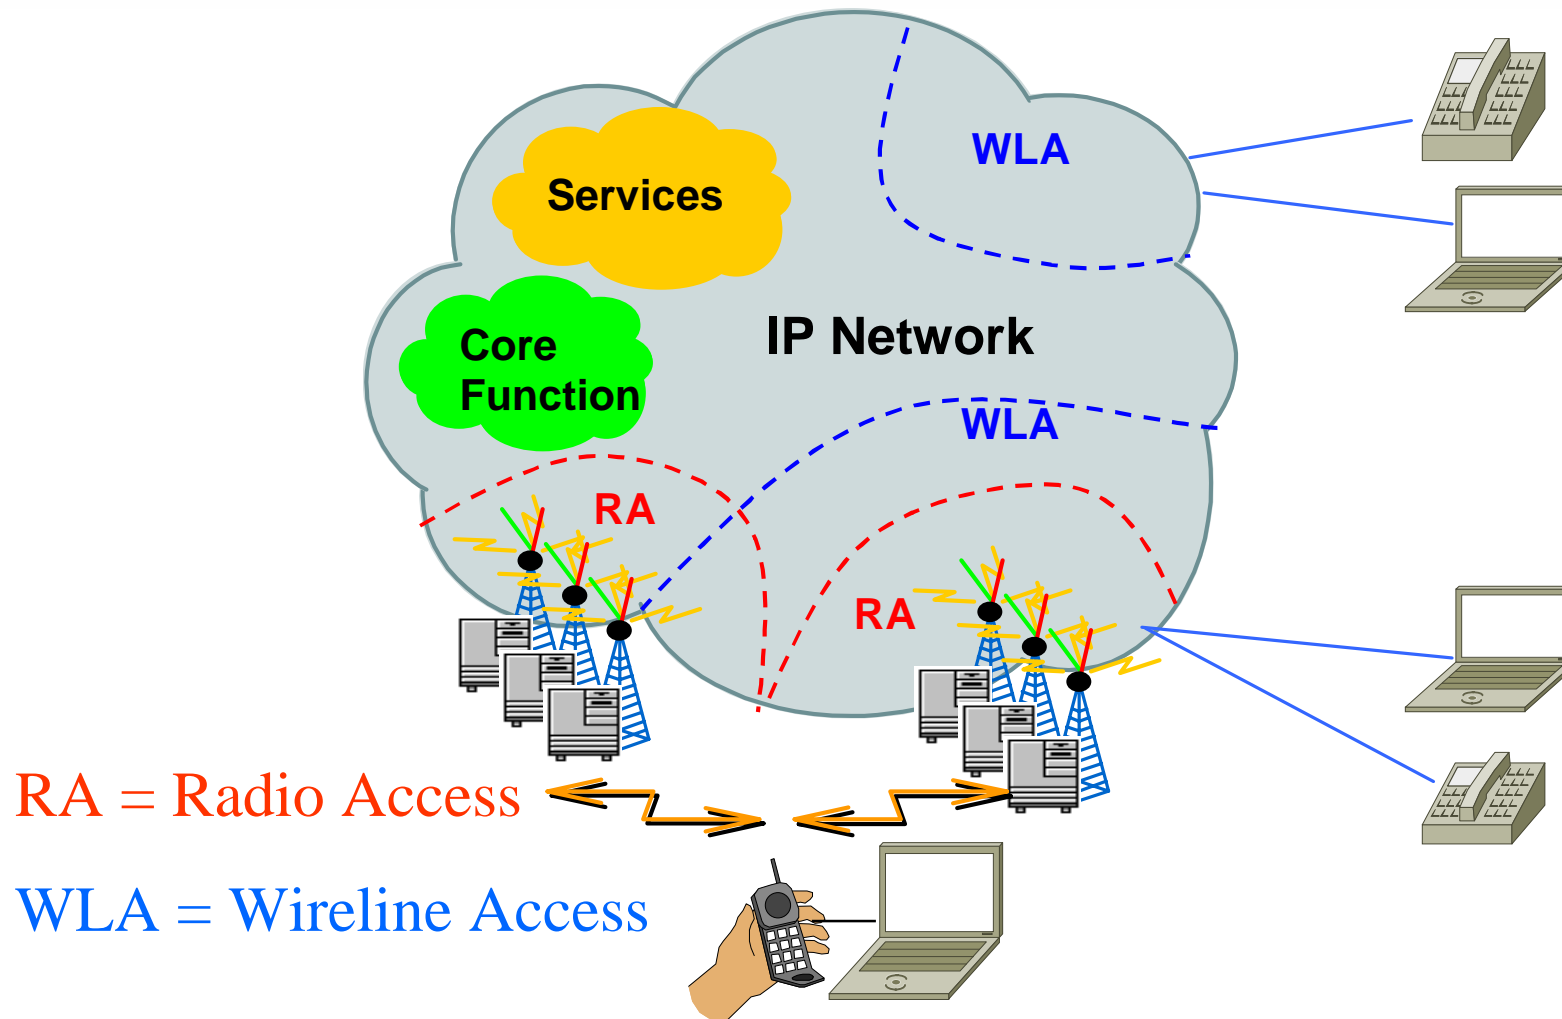 WLA
Services
IP Network
Core
Function
WLA
RA
RA
RA = Radio Access
WLA = Wireline Access